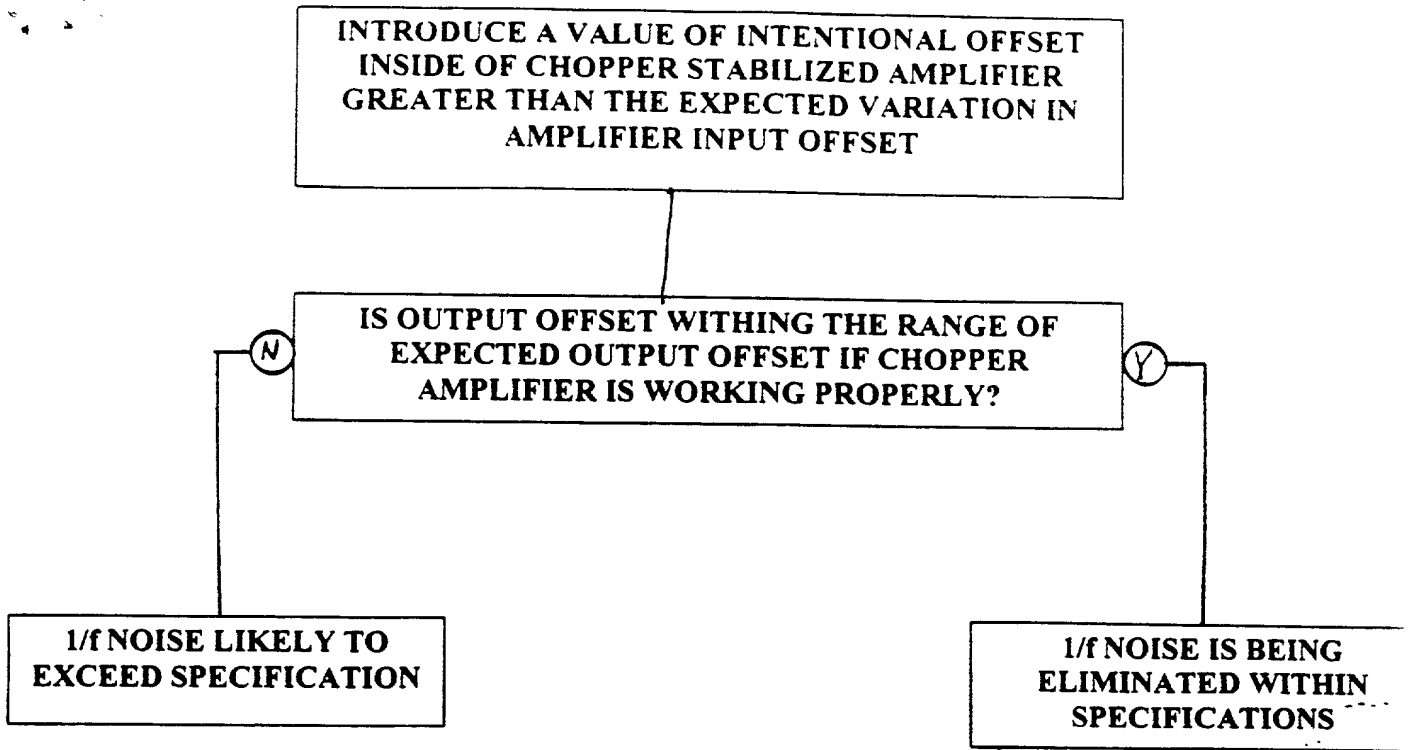 INTRODUCE A VALUE OF INTENTIONAL OFFSET
INSIDE OF CHOPPER STABILIZED AMPLIFIER
GREATER THAN THE EXPECTED VARIATION IN
AMPLIFIER INPUT OFFSET
IS OUTPUT OFFSET WITHING THE RANGE OF
EXPECTED OUTPUT OFFSET IF CHOPPER
AMPLIFIER IS WORKING PROPERLY?
N
Y
1/f NOISE LIKELY TO
EXCEED SPECIFICATION
1/f NOISE IS BEING
ELIMINATED WITHIN
SPECIFICATIONS